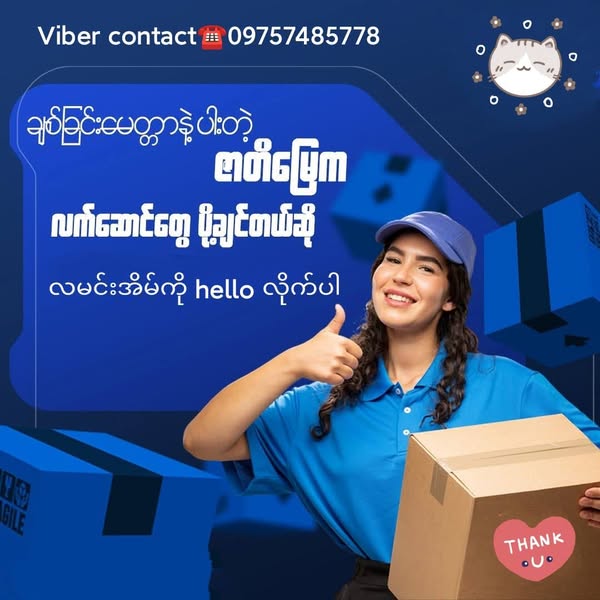 Viber contact☎️09757485778
ချစ်ခြင်းမေတ္တာနဲ့ပါးတဲ့
ဇာတိမြေက
လက်ဆောင်တွေ ပို့ချင်တယ်ဆို
လမင်းအိမ်ကို hello လိုက်ပါ
AGILE
THANK
U